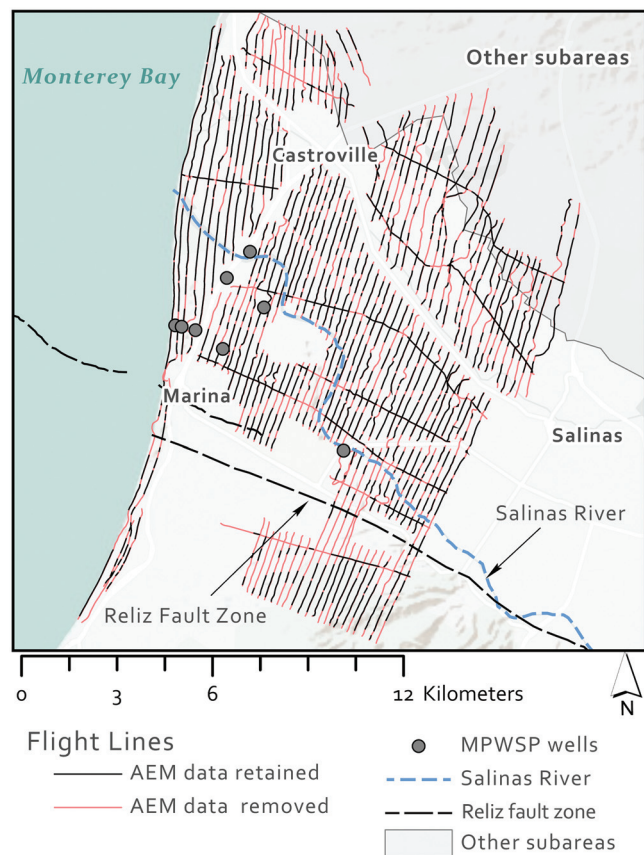 Monterey Bay
Other subareas
Castroville
Marina
Salinas
Salinas River
Reliz Fault Zone
0 3 6 12 Kilometers
N
Flight Lines
AEM data retained
AEM data removed
MPWSP wells
Salinas River
Reliz fault zone
Other subareas